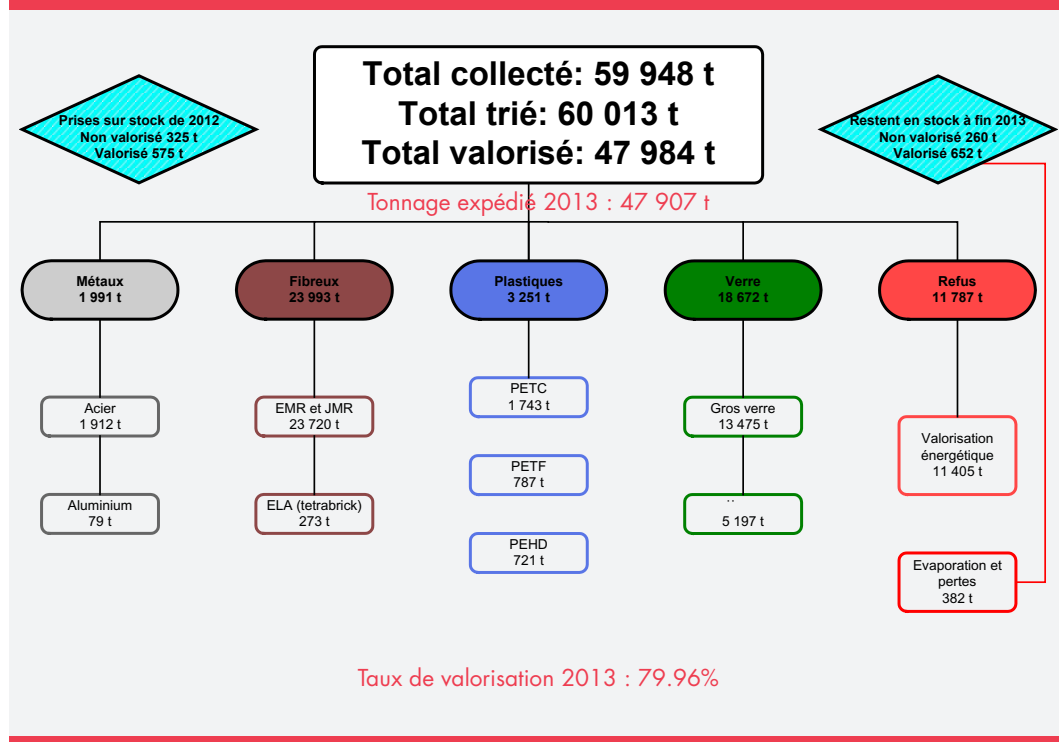 Total collecté: 59 948 t
Total trié: 60 013 t
Total valorisé: 47 984 t
Prises sur stock de 2012
Non valorisé 325 t
Valorisé 575 t
Restent en stock à fin 2013
Non valorisé 260 t
Valorisé 652 t
Tonnage expédié 2013 : 47 907 t
Métaux
1 991 t
Fibreux
23 993 t
Plastiques
3 251 t
Verre
18 672 t
Refus
11 787 t
Acier
1 912 t
EMR et JMR
23 720 t
PETC
1 743 t
Gros verre
13 475 t
Valorisation
énergétique
11 405 t
PETF
787 t
Aluminium
79 t
ELA (tetrabrick)
273 t
5 197 t
PEHD
721 t
Evaporation et
pertes
382 t
Taux de valorisation 2013 : 79.96%